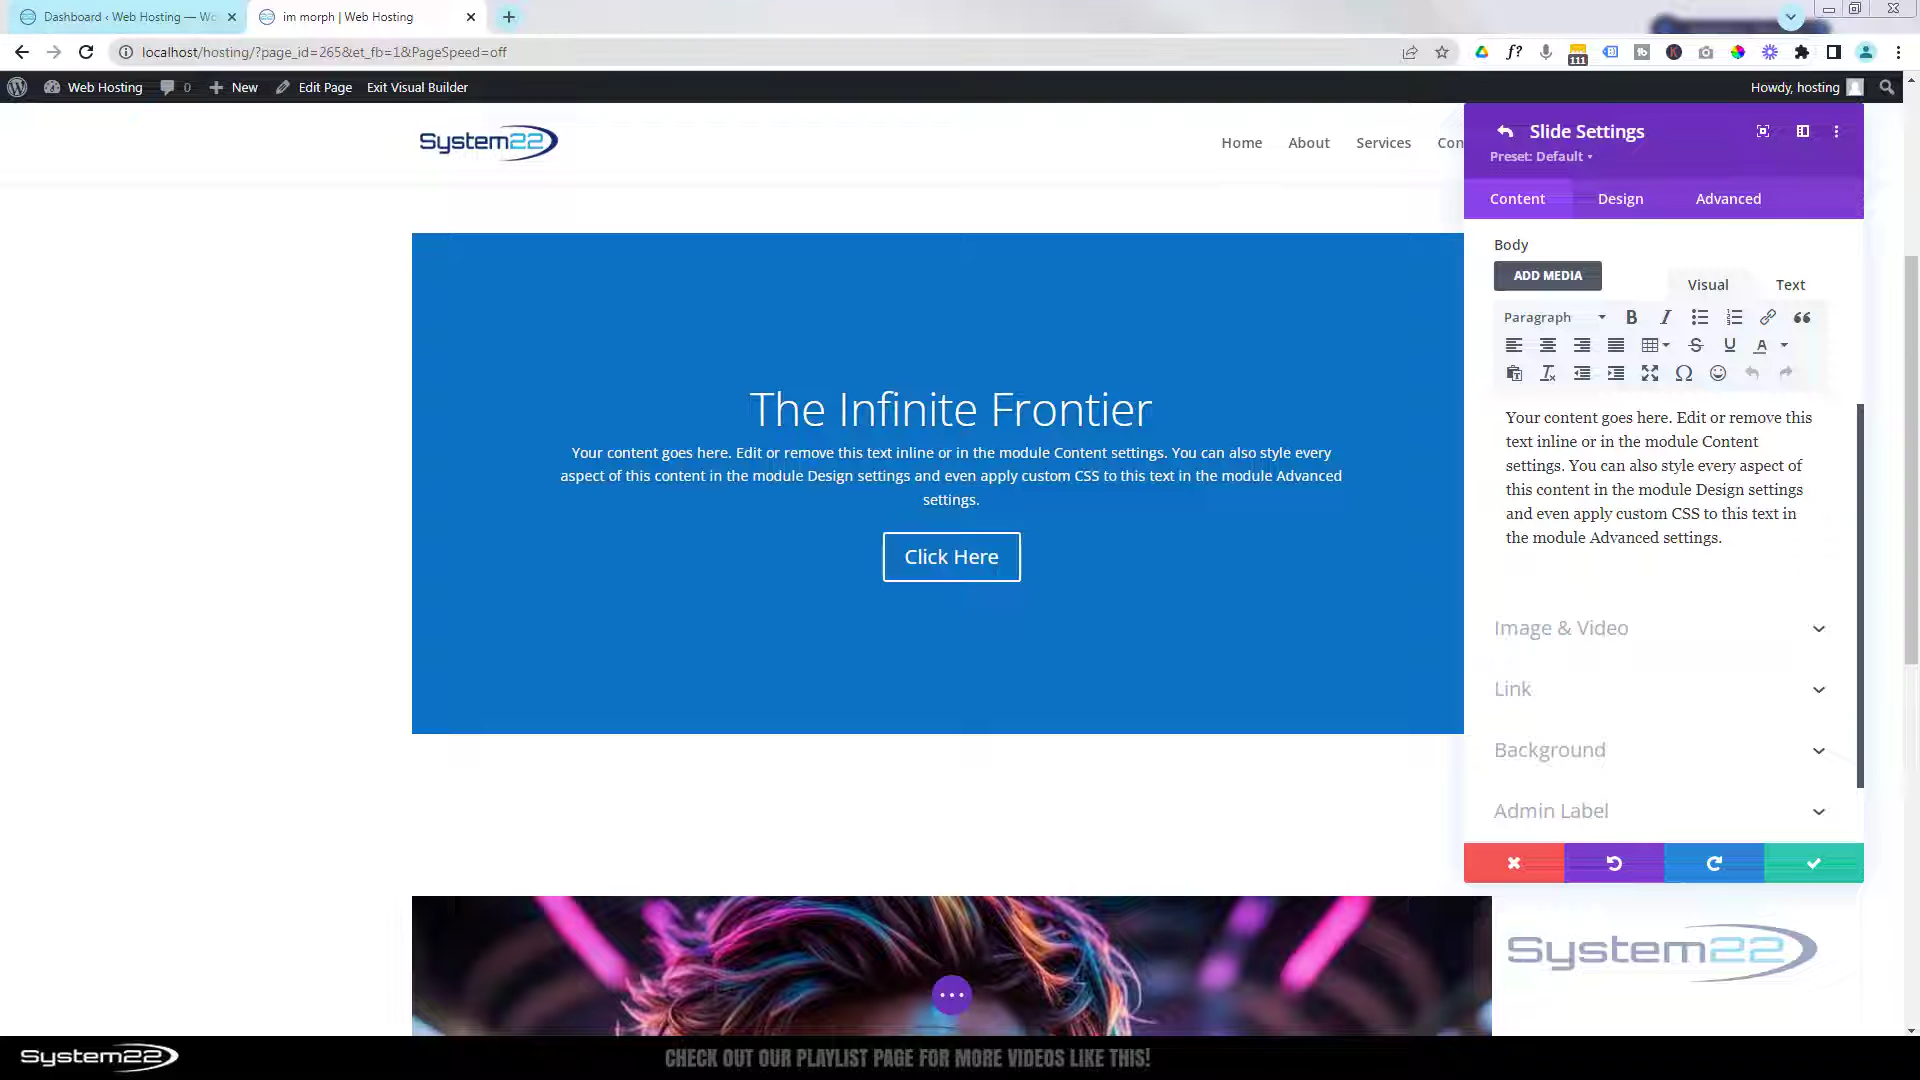 Dashboard ‹ Web Hosting — Wo
im morph | Web Hosting
localhost/hosting/?page_id=265&et_fb=1&PageSpeed=off
f?
111
Web Hosting
0
New
Edit Page
Exit Visual Builder
Howdy, hosting
System22
Home
About
Services
Con
Slide Settings
Preset: Default
Content
Design
Advanced
Body
ADD MEDIA
Visual
Text
Paragraph
Your content goes here. Edit or remove this
text inline or in the module Content
settings. You can also style every aspect of
this content in the module Design settings
and even apply custom CSS to this text in
the module Advanced settings.
Image & Video
Link
Background
Admin Label
The Infinite Frontier
Your content goes here. Edit or remove this text inline or in the module Content settings. You can also style every
aspect of this content in the module Design settings and even apply custom CSS to this text in the module Advanced
settings.
Click Here
System22
System22
CHECK OUT OUR PLAYLIST PAGE FOR MORE VIDEOS LIKE THIS!